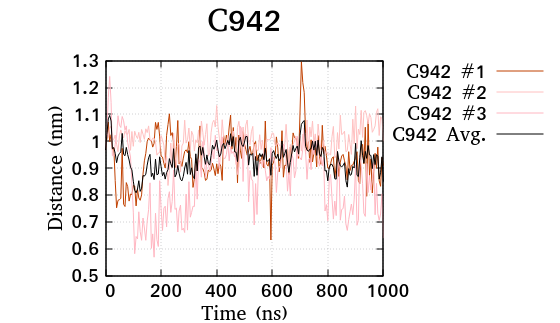 C942
1.3
1.2
1.1
1
0.9
0.8
0.7
0.6
0.5
Distance (nm)
0 200 400 600 800 1000
Time (ns)
C942 #1
C942 #2
C942 #3
C942 Avg.